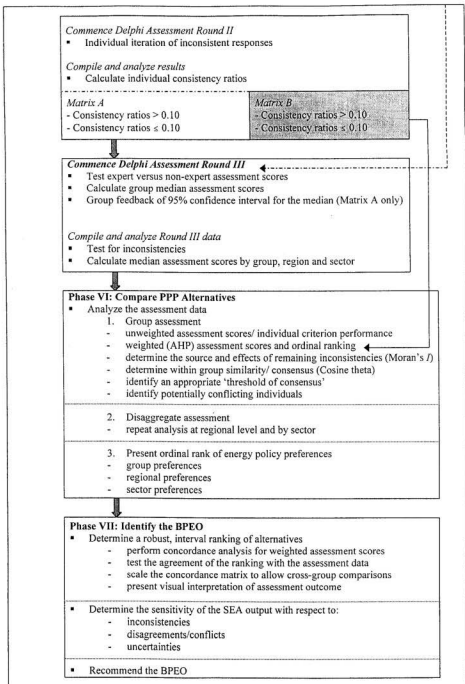 Commence Delphi Assessment Round II
▪ Individual iteration of inconsistent responses
Compile and analyze results
▪ Calculate individual consistency ratios
Matrix A
- Consistency ratios > 0.10
- Consistency ratios ≤ 0.10
Matrix B
- Consistency ratios > 0.10
- Consistency ratios ≤ 0.10
Commence Delphi Assessment Round III
▪ Test expert versus non-expert assessment scores
▪ Calculate group median assessment scores
▪ Group feedback of 95% confidence interval for the median (Matrix A only)
Compile and analyze Round III data
▪ Test for inconsistencies
▪ Calculate median assessment scores by group, region and sector
Phase VI: Compare PPP Alternatives
▪ Analyze the assessment data
1. Group assessment
- unweighted assessment scores/ individual criterion performance
- weighted (AHP) assessment scores and ordinal ranking
- determine the source and effects of remaining inconsistencies (Moran's I)
- determine within group similarity/ consensus (Cosine theta)
- identify an appropriate 'threshold of consensus'
- identify potentially conflicting individuals
2. Disaggregate assessment
- repeat analysis at regional level and by sector
3. Present ordinal rank of energy policy preferences
- group preferences
- regional preferences
- sector preferences
Phase VII: Identify the BPEO
▪ Determine a robust, interval ranking of alternatives
- perform concordance analysis for weighted assessment scores
- test the agreement of the ranking with the assessment data
- scale the concordance matrix to allow cross-group comparisons
- present visual interpretation of assessment outcome
▪ Determine the sensitivity of the SEA output with respect to:
- inconsistencies
- disagreements/conflicts
- uncertainties
▪ Recommend the BPEO